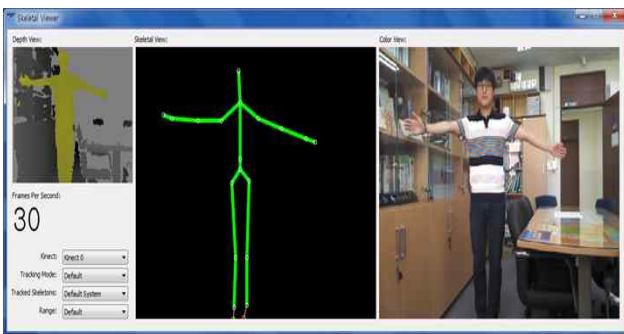 Skeletal Viewer
Depth View:
Skeletal View:
Color View:
Frames Per Second:
30
Kinect: Kinect 0
Tracking Mode: Default
Tracked Skeletons: Default System
Range: Default